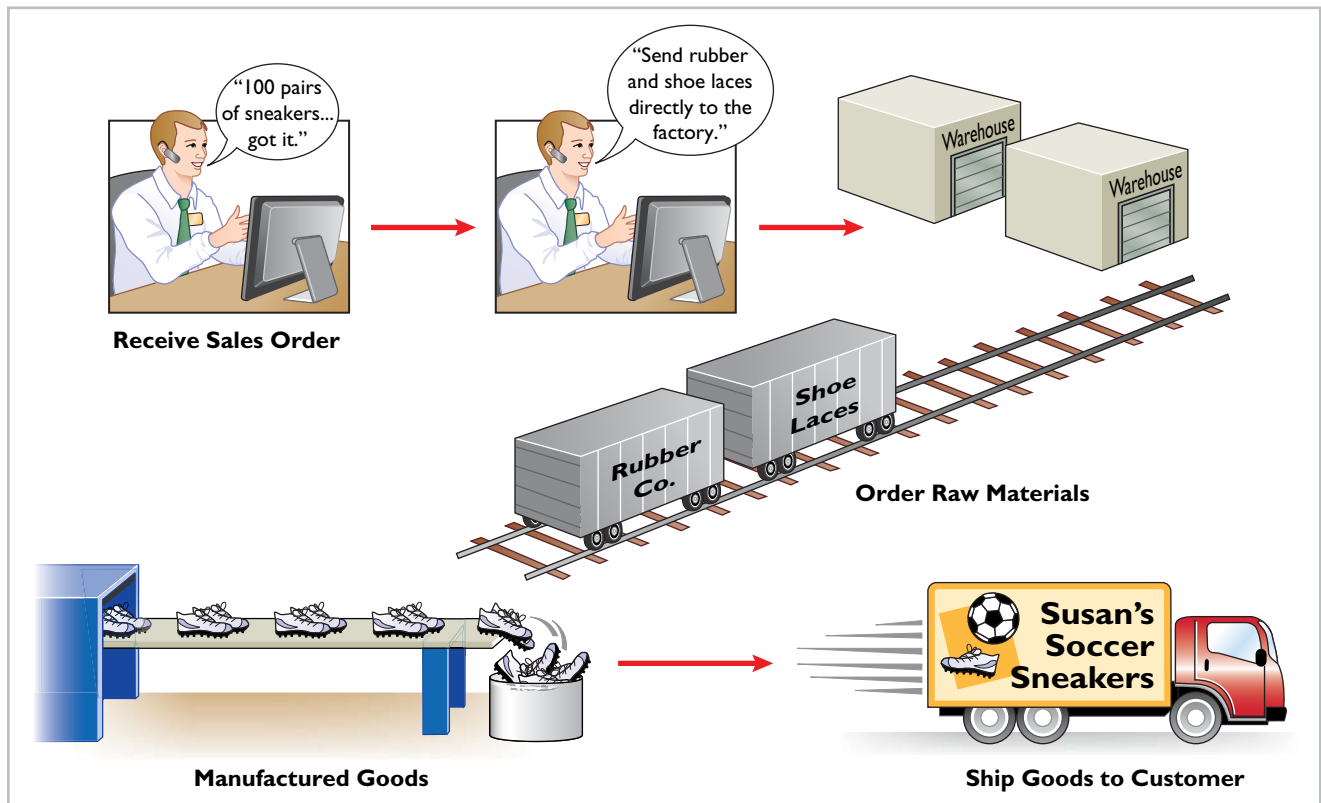 “100 pairs
of sneakers...
got it.”
Receive Sales Order
“Send rubber
and shoe laces
directly to the
factory.”
Warehouse
Warehouse
Rubber
Co.
Shoe
Laces
Order Raw Materials
Manufactured Goods
Susan’s
Soccer
Sneakers
Ship Goods to Customer